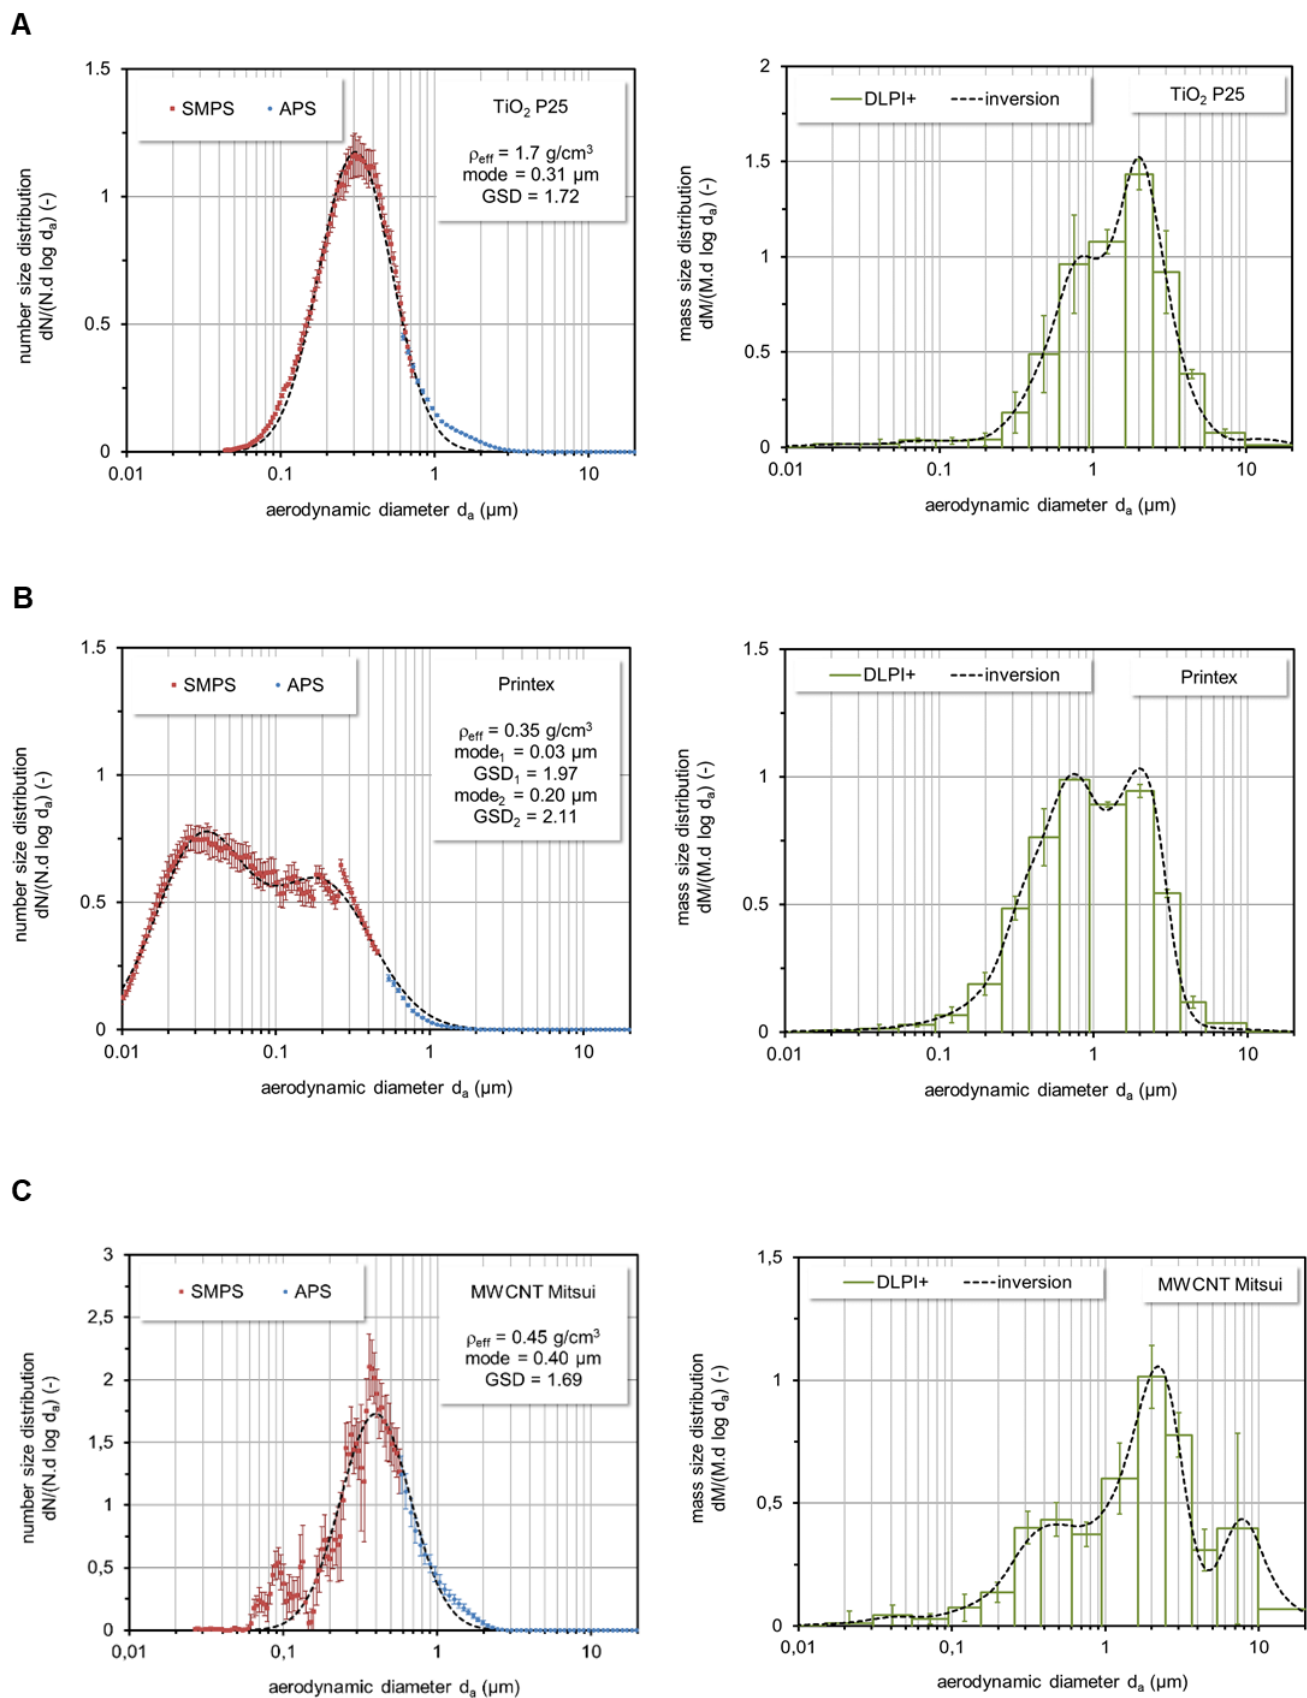 A
1.5
1
0.5
0
SMPS
APS
TiO₂ P25
ρeff = 1.7 g/cm³
mode = 0.31 µm
GSD = 1.72
number size distribution
dN/(N.d log dₐ) (-)
0.01
0.1
1
10
aerodynamic diameter dₐ (µm)
2
1.5
1
0.5
0
DLPI+
inversion
TiO₂ P25
mass size distribution
dM/(M.d log dₐ) (-)
0.01
0.1
1
10
aerodynamic diameter dₐ (µm)
B
1.5
1
0.5
0
SMPS
APS
Printex
ρeff = 0.35 g/cm³
mode₁ = 0.03 µm
GSD₁ = 1.97
mode₂ = 0.20 µm
GSD₂ = 2.11
number size distribution
dN/(N.d log dₐ) (-)
0.01
0.1
1
10
aerodynamic diameter dₐ (µm)
1.5
1
0.5
0
DLPI+
inversion
Printex
mass size distribution
dM/(M.d log dₐ) (-)
0.01
0.1
1
10
aerodynamic diameter dₐ (µm)
C
3
2,5
2
1,5
1
0,5
0
SMPS
APS
MWCNT Mitsui
ρeff = 0.45 g/cm³
mode = 0.40 µm
GSD = 1.69
number size distribution
dN/(N.d log dₐ) (-)
0,01
0,1
1
10
aerodynamic diameter dₐ (µm)
1,5
1
0,5
0
DLPI+
inversion
MWCNT Mitsui
mass size distribution
dM/(M.d log dₐ) (-)
0,01
0,1
1
10
aerodynamic diameter dₐ (µm)